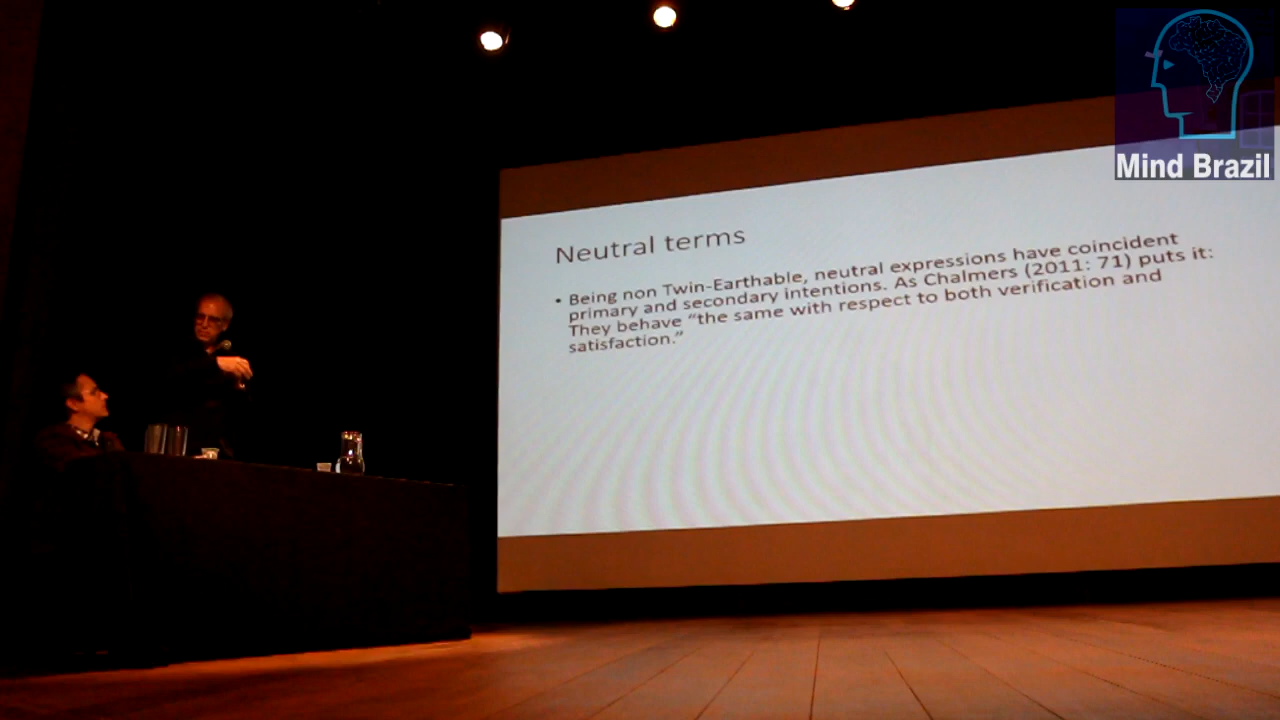 Mind Brazil
Neutral terms
• Being non Twin-Earthable, neutral expressions have coincident
primary and secondary intentions. As Chalmers (2011: 71) puts it:
They behave “the same with respect to both verification and
satisfaction.”